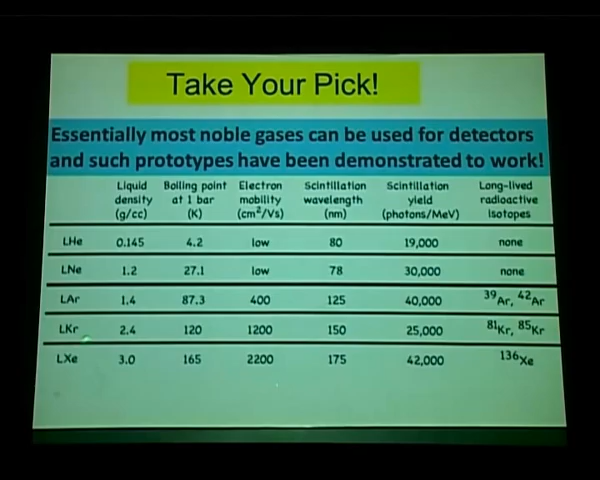 Take Your Pick!
Essentially most noble gases can be used for detectors
and such prototypes have been demonstrated to work!
Liquid density (g/cc) Boiling point at 1 bar (K) Electron mobility (cm²/Vs) Scintillation wavelength (nm) Scintillation yield (photons/MeV) Long-lived radioactive isotopes
LHe 0.145 4.2 low 80 19,000 none
LNe 1.2 27.1 low 78 30,000 none
LAr 1.4 87.3 400 125 40,000 ³⁹Ar, ⁴²Ar
LKr 2.4 120 1200 150 25,000 ⁸¹Kr, ⁸⁵Kr
LXe 3.0 165 2200 175 42,000 ¹³⁶Xe